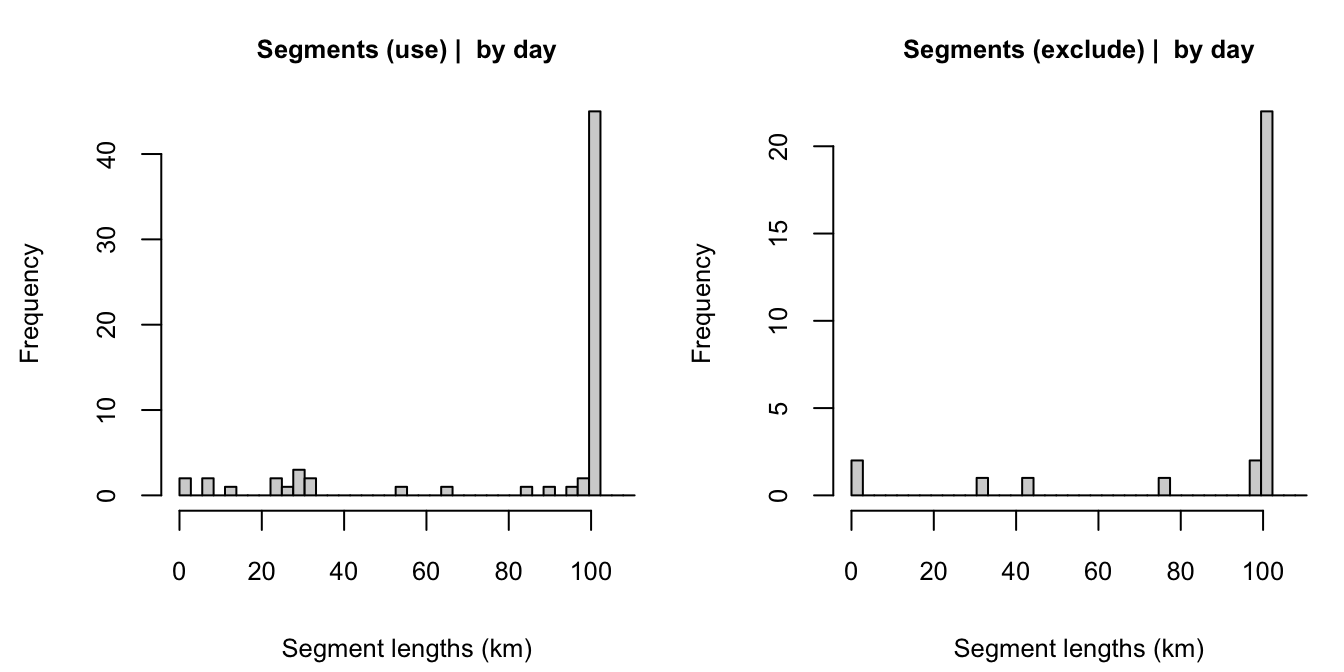 Segments (use) |  by day
Frequency
0 10 20 30 40
0 20 40 60 80 100
Segment lengths (km)
Segments (exclude) |  by day
Frequency
0 5 10 15 20
0 20 40 60 80 100
Segment lengths (km)